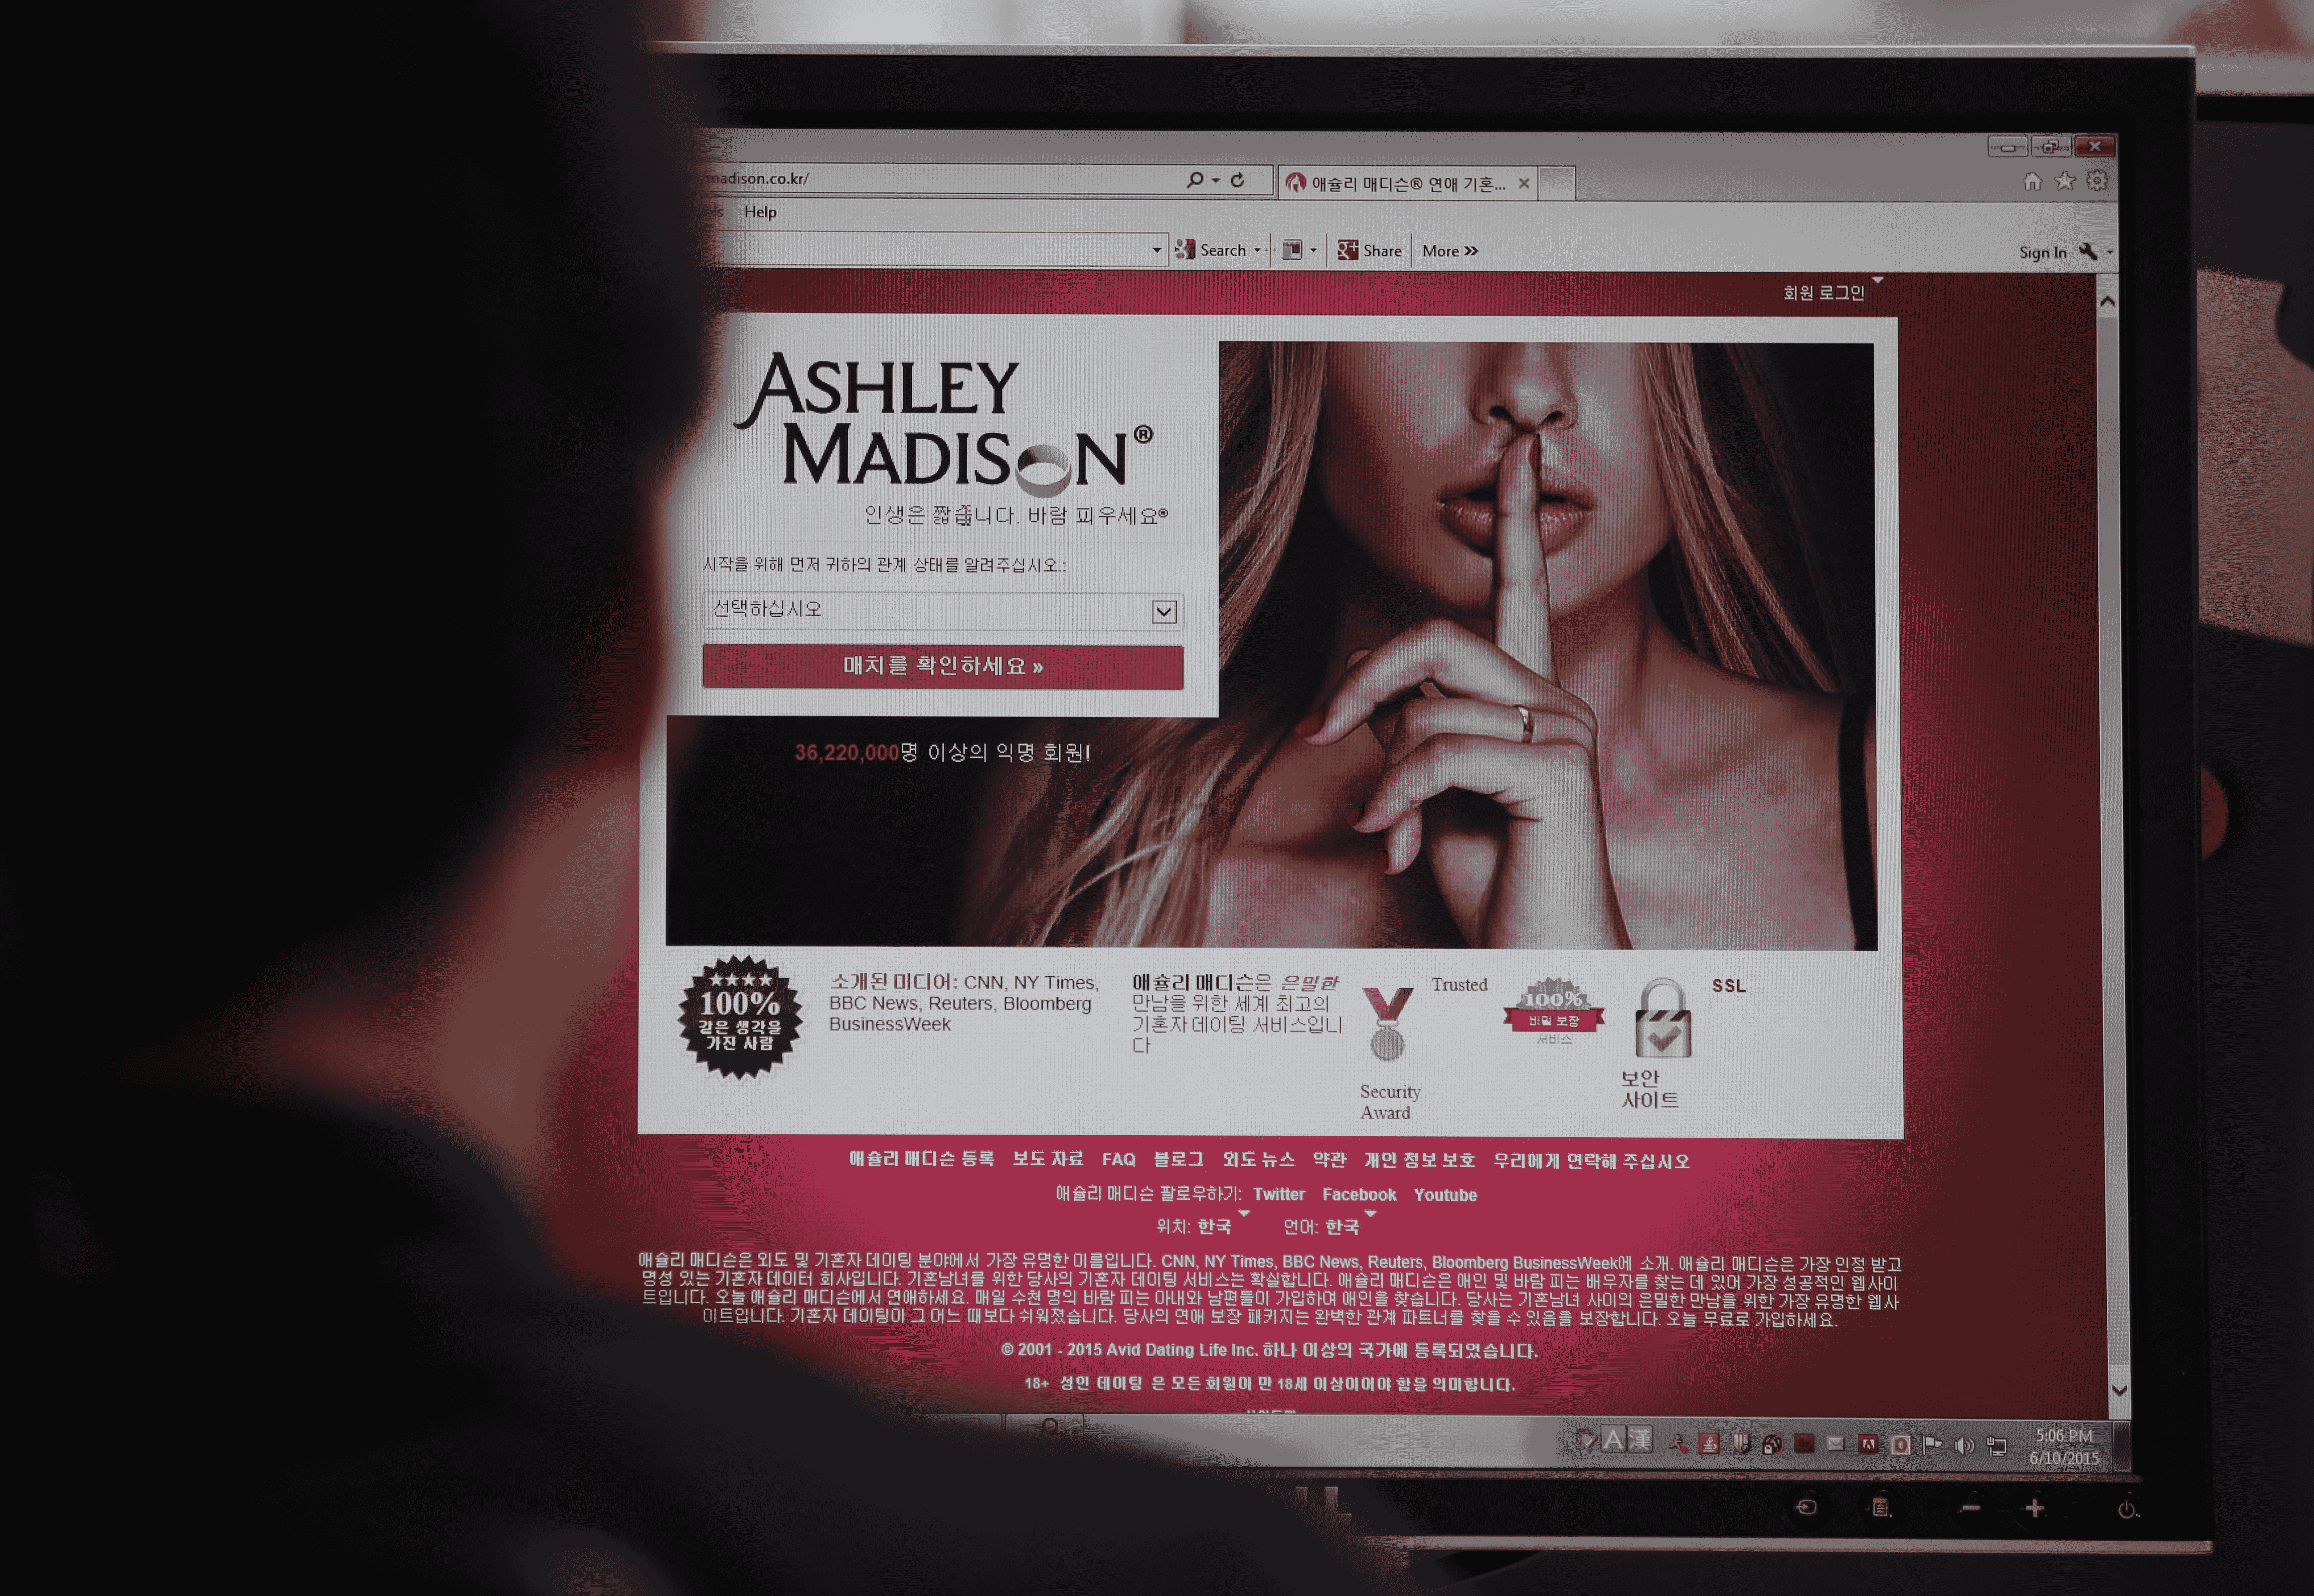 ymadison.co.kr/
애슐리 매디슨® 연애 기혼...
Help
Search
Share
More »
Sign In
회원 로그인
ASHLEY
MADISON®
인생은 짧습니다. 바람 피우세요®
시작을 위해 먼저 귀하의 관계 상태를 알려주십시오.:
선택하십시오
매치를 확인하세요 »
36,220,000명 이상의 익명 회원!
100%
같은 생각을
가진 사람
소개된 미디어: CNN, NY Times,
BBC News, Reuters, Bloomberg
BusinessWeek
애슐리 매디슨은 은밀한
만남을 위한 세계 최고의
기혼자 데이팅 서비스입니
다
Trusted
Security
Award
100%
비밀 보장
서비스
SSL
보안
사이트
애슐리 매디슨 등록 보도 자료 FAQ 블로그 외도 뉴스 약관 개인 정보 보호 우리에게 연락해 주십시오
애슐리 매디슨 팔로우하기: Twitter Facebook Youtube
위치: 한국 언어: 한국
애슐리 매디슨은 외도 및 기혼자 데이팅 분야에서 가장 유명한 이름입니다. CNN, NY Times, BBC News, Reuters, Bloomberg BusinessWeek에 소개. 애슐리 매디슨은 가장 인정 받고
명성 있는 기혼자 데이터 회사입니다. 기혼남녀를 위한 당사의 기혼자 데이팅 서비스는 확실합니다. 애슐리 매디슨은 애인 및 바람 피는 배우자를 찾는 데 있어 가장 성공적인 웹사이
트입니다. 오늘 애슐리 매디슨에서 연애하세요. 매일 수천 명의 바람 피는 아내와 남편들이 가입하여 애인을 찾습니다. 당사는 기혼남녀 사이의 은밀한 만남을 위한 가장 유명한 웹사
이트입니다. 기혼자 데이팅이 그 어느 때보다 쉬워졌습니다. 당사의 연애 보장 패키지는 완벽한 관계 파트너를 찾을 수 있음을 보장합니다. 오늘 무료로 가입하세요.
© 2001 - 2015 Avid Dating Life Inc. 하나 이상의 국가에 등록되었습니다.
18+ 성인 데이팅 은 모든 회원이 만 18세 이상이어야 함을 의미합니다.
A 漢
5:06 PM
6/10/2015